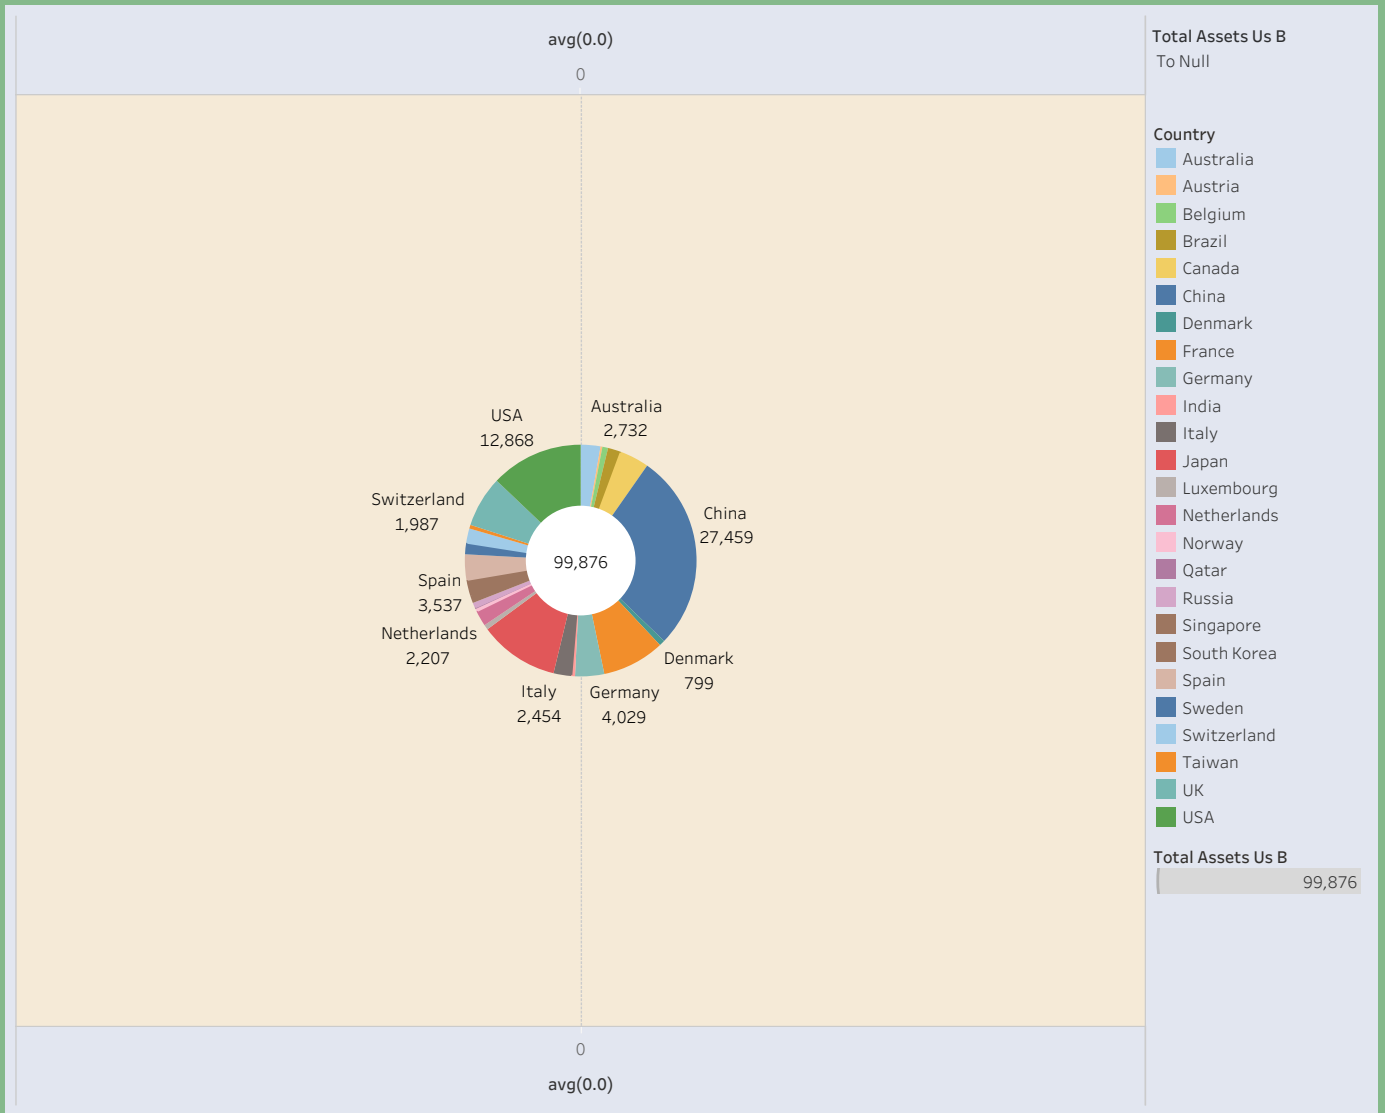 avg(0.0)
0
USA
12,868
Australia
2,732
Switzerland
1,987
China
27,459
99,876
Spain
3,537
Netherlands
2,207
Denmark
799
Italy
2,454
Germany
4,029
0
avg(0.0)
Total Assets Us B
To Null
Country
Australia
Austria
Belgium
Brazil
Canada
China
Denmark
France
Germany
India
Italy
Japan
Luxembourg
Netherlands
Norway
Qatar
Russia
Singapore
South Korea
Spain
Sweden
Switzerland
Taiwan
UK
USA
Total Assets Us B
99,876